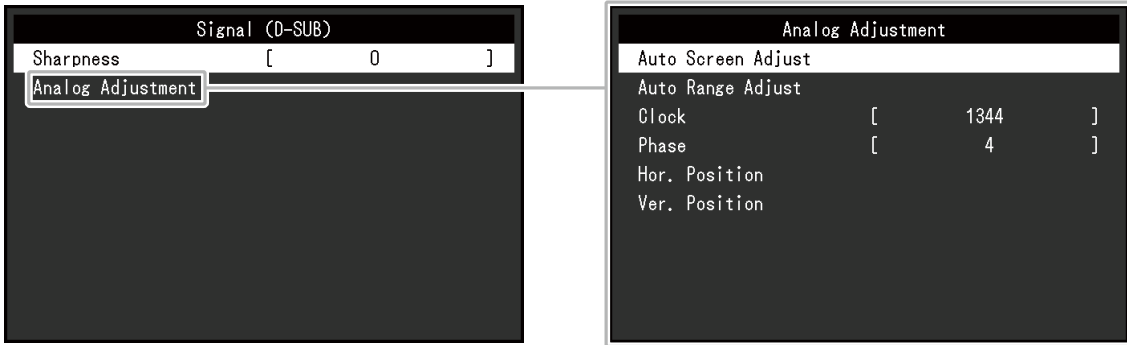 Signal (D-SUB)
Sharpness [ 0 ]
Analog Adjustment
Analog Adjustment
Auto Screen Adjust
Auto Range Adjust
Clock [ 1344 ]
Phase [ 4 ]
Hor. Position
Ver. Position